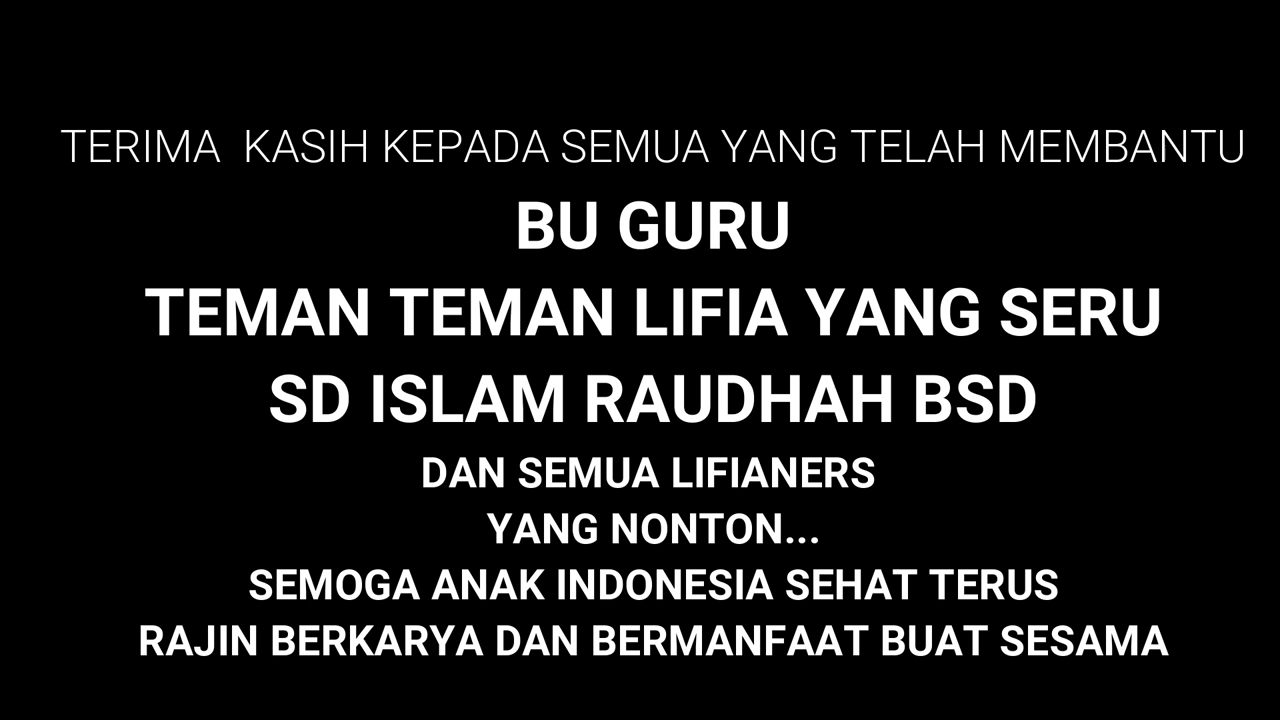 TERIMA  KASIH KEPADA SEMUA YANG TELAH MEMBANTU
BU GURU
TEMAN TEMAN LIFIA YANG SERU
SD ISLAM RAUDHAH BSD
DAN SEMUA LIFIANERS
YANG NONTON...
SEMOGA ANAK INDONESIA SEHAT TERUS
RAJIN BERKARYA DAN BERMANFAAT BUAT SESAMA